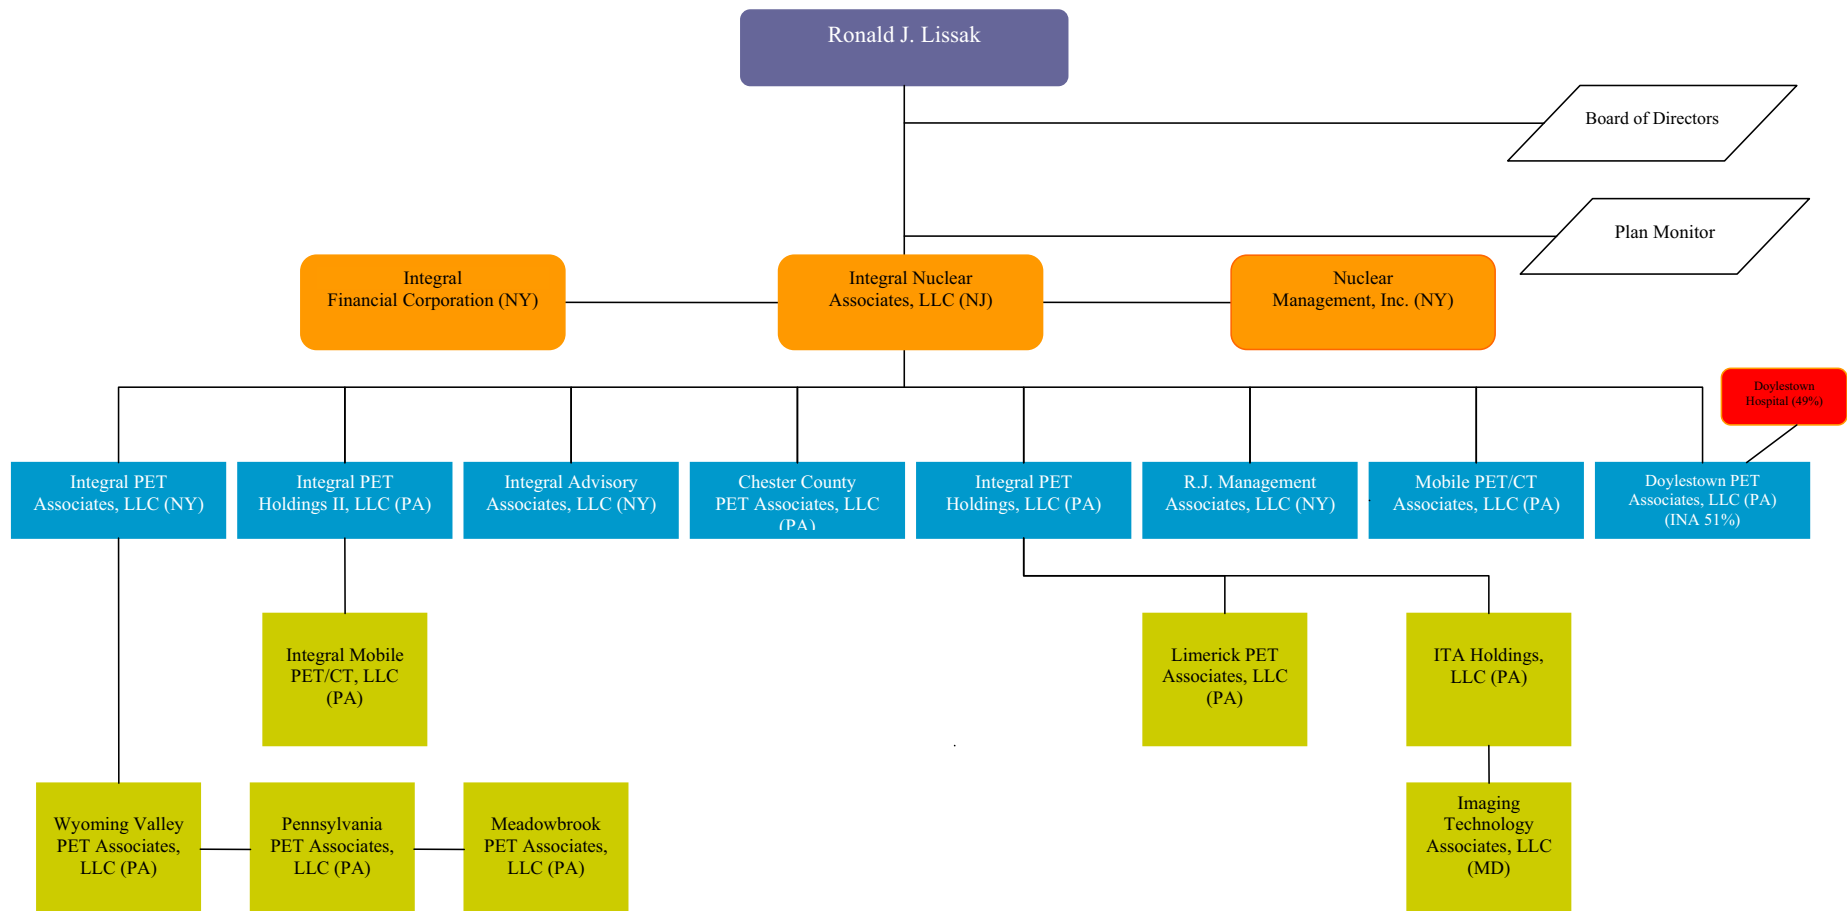 Ronald J. Lissak
Board of Directors
Plan Monitor
Integral
Financial Corporation (NY)
Integral Nuclear
Associates, LLC (NJ)
Nuclear
Management, Inc. (NY)
Doylestown
Hospital (49%)
Integral PET
Associates, LLC (NY)
Integral PET
Holdings II, LLC (PA)
Integral Advisory
Associates, LLC (NY)
Chester County
PET Associates, LLC
(PA)
Integral PET
Holdings, LLC (PA)
R.J. Management
Associates, LLC (NY)
Mobile PET/CT
Associates, LLC (PA)
Doylestown PET
Associates, LLC (PA)
(INA 51%)
Integral Mobile
PET/CT, LLC
(PA)
Limerick PET
Associates, LLC
(PA)
ITA Holdings,
LLC (PA)
Wyoming Valley
PET Associates,
LLC (PA)
Pennsylvania
PET Associates,
LLC (PA)
Meadowbrook
PET Associates,
LLC (PA)
Imaging
Technology
Associates, LLC
(MD)